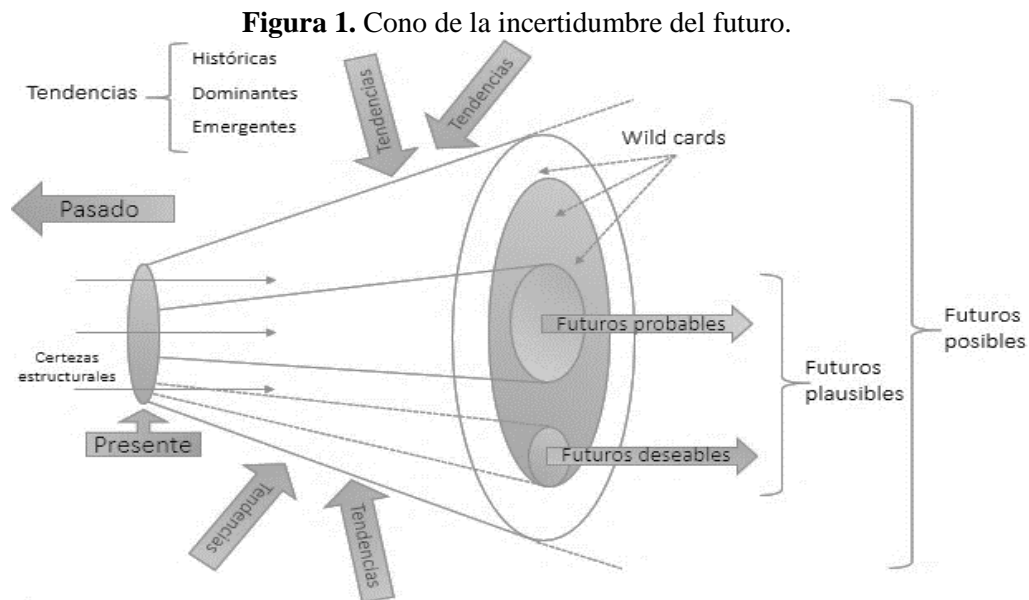 Figura 1. Cono de la incertidumbre del futuro.
Tendencias
Históricas
Dominantes
Emergentes
Tendencias
Tendencias
Wild cards
Pasado
Futuros probables
Futuros
posibles
Certezas
estructurales
Futuros
plausibles
Presente
Futuros deseables
Tendencias
Tendencias